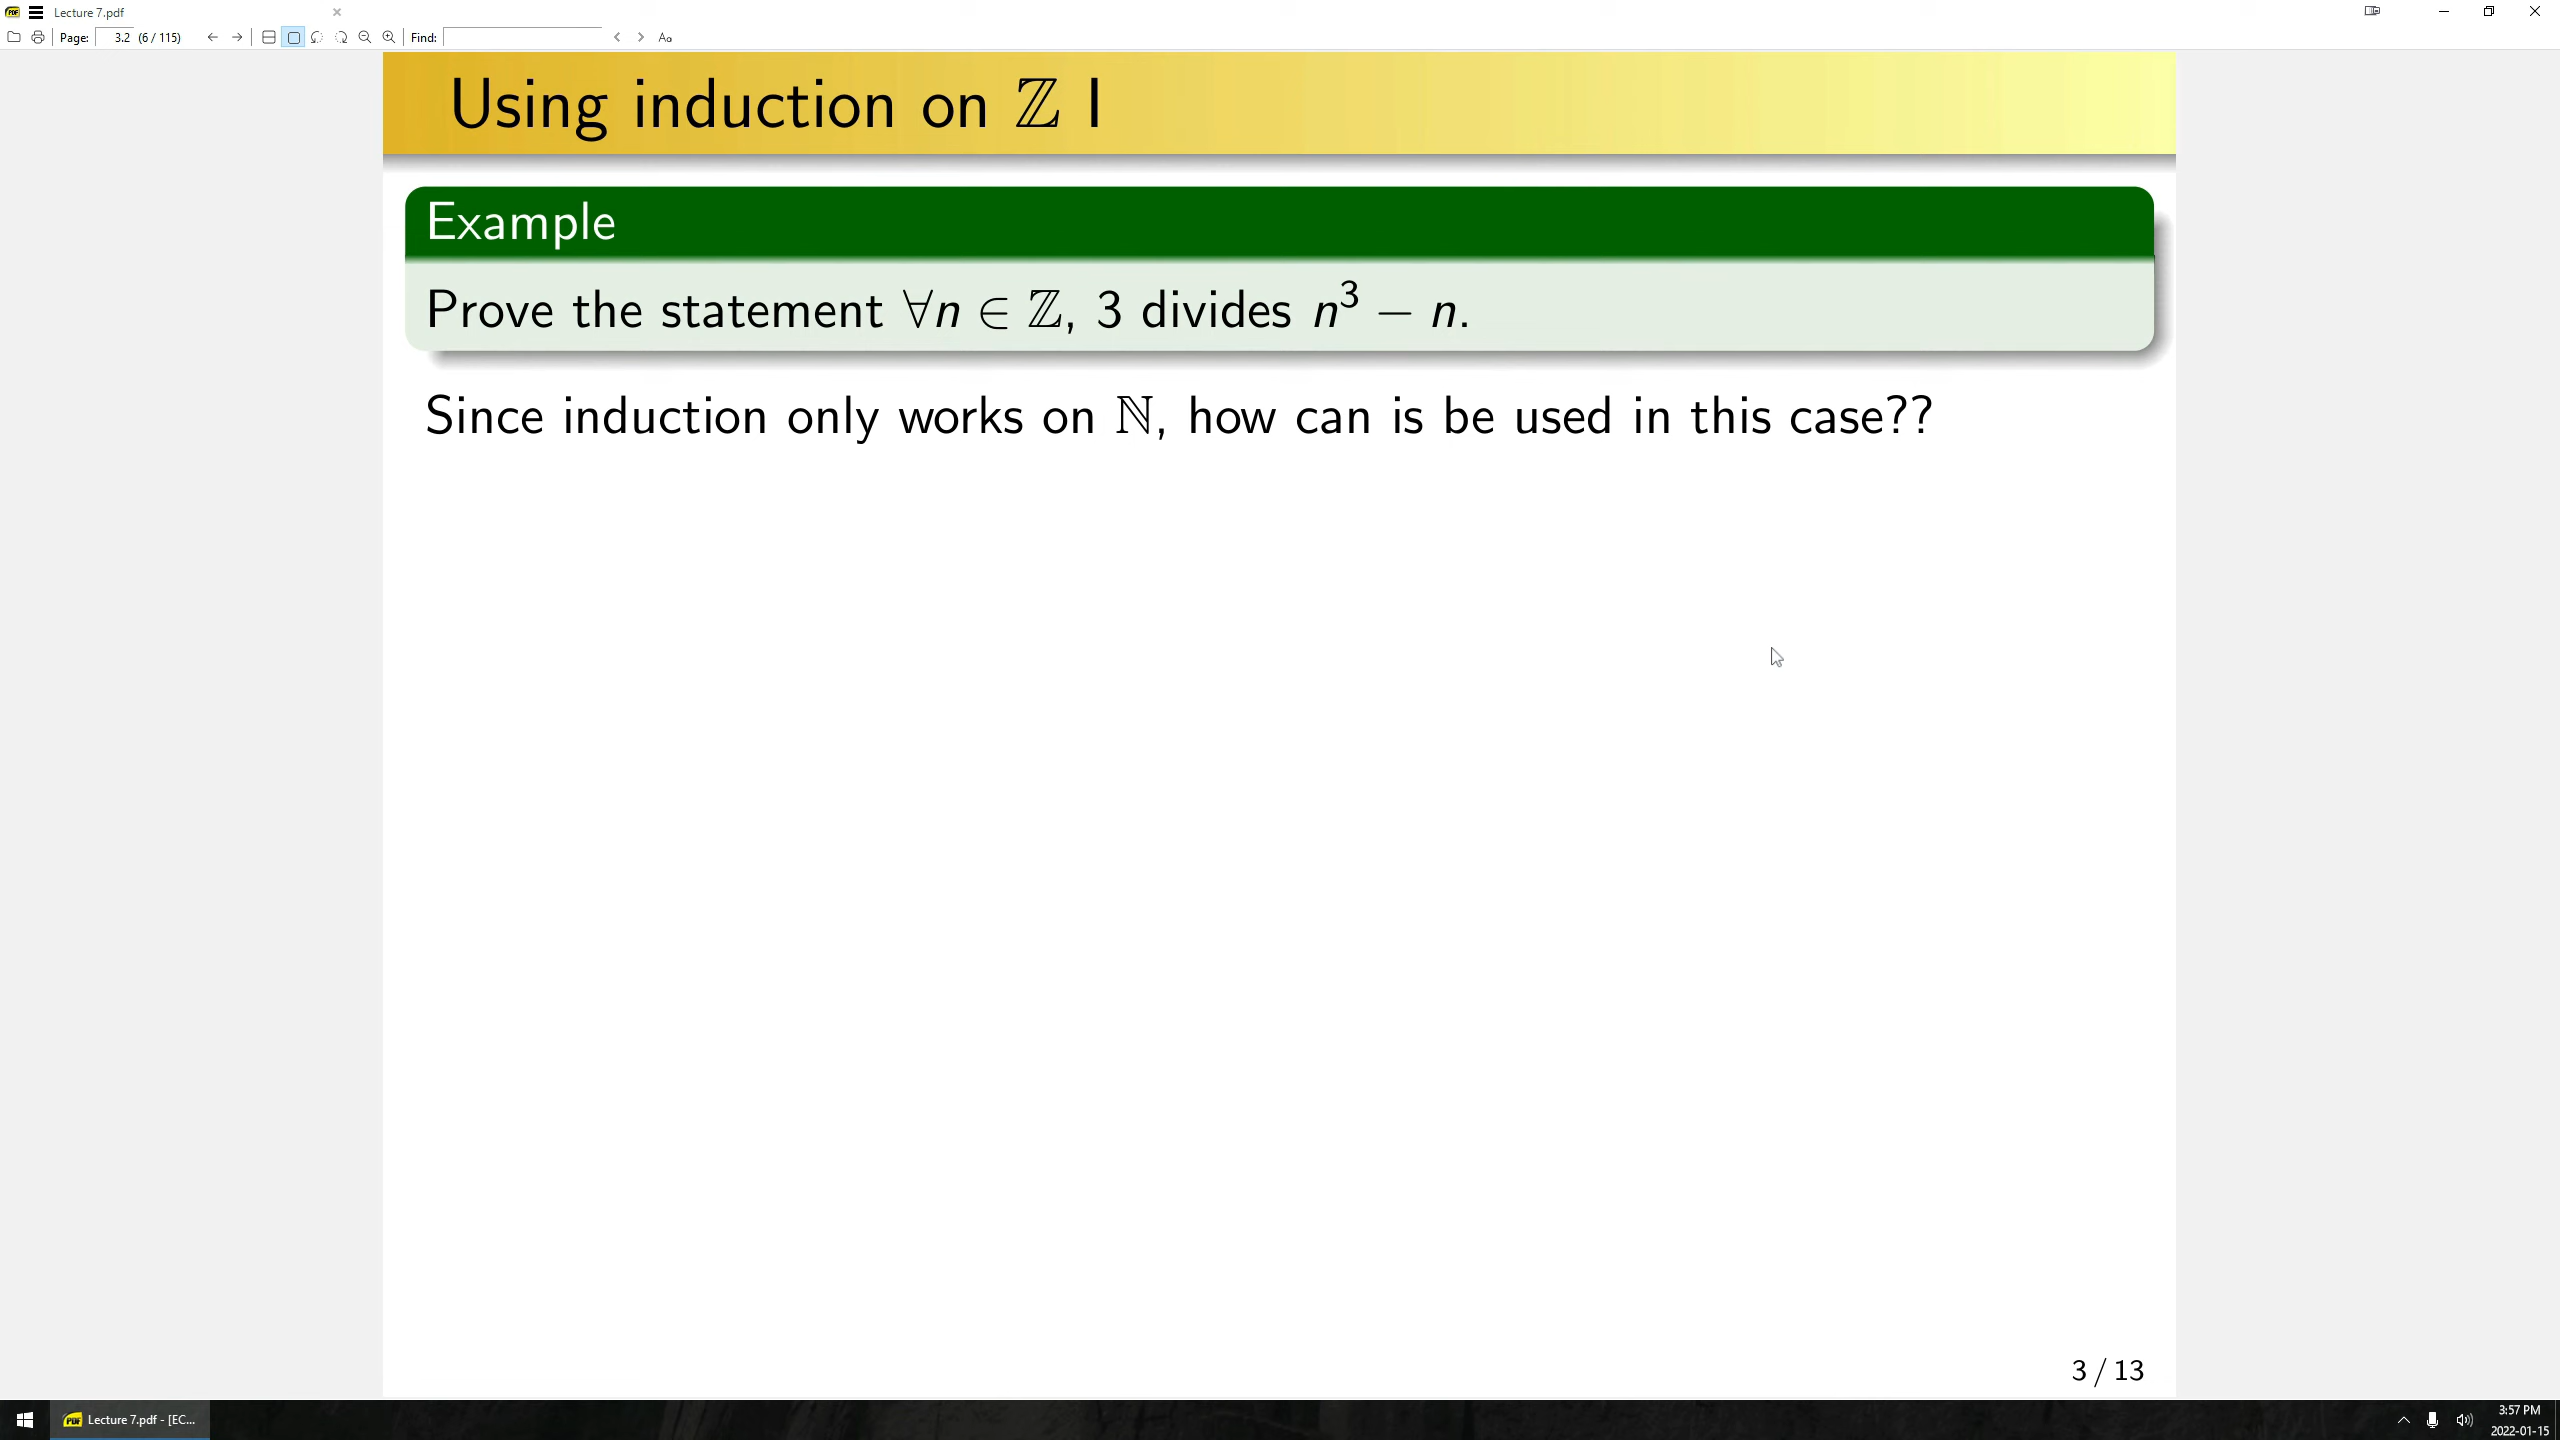 Lecture 7.pdf
Page: 3.2 (6 / 115) Find: Aa
Using induction on ℤ I
Example
Prove the statement ∀n ∈ ℤ, 3 divides n³ − n.
Since induction only works on ℕ, how can is be used in this case??
3 / 13
Lecture 7.pdf - [EC...
3:57 PM
2022-01-15